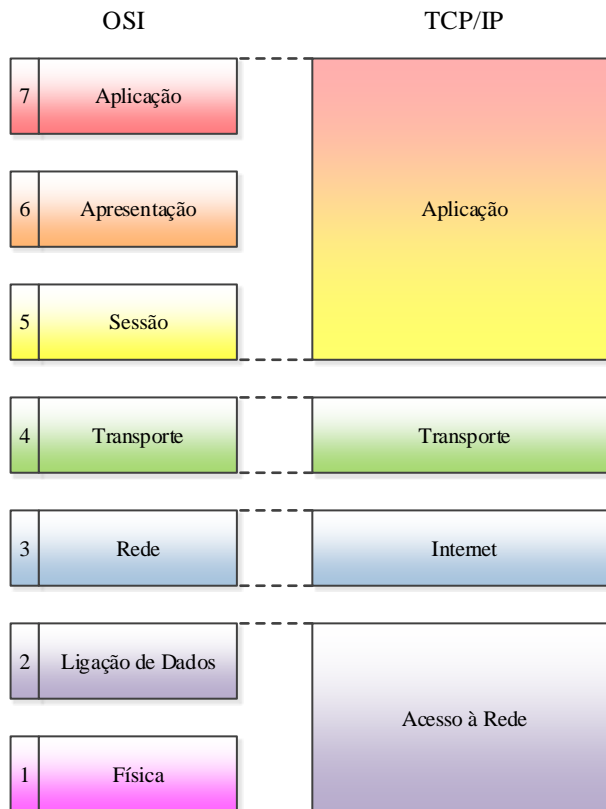 OSI TCP/IP
7 Aplicação
6 Apresentação
Aplicação
5 Sessão
4 Transporte
Transporte
3 Rede
Internet
2 Ligação de Dados
Acesso à Rede
1 Física